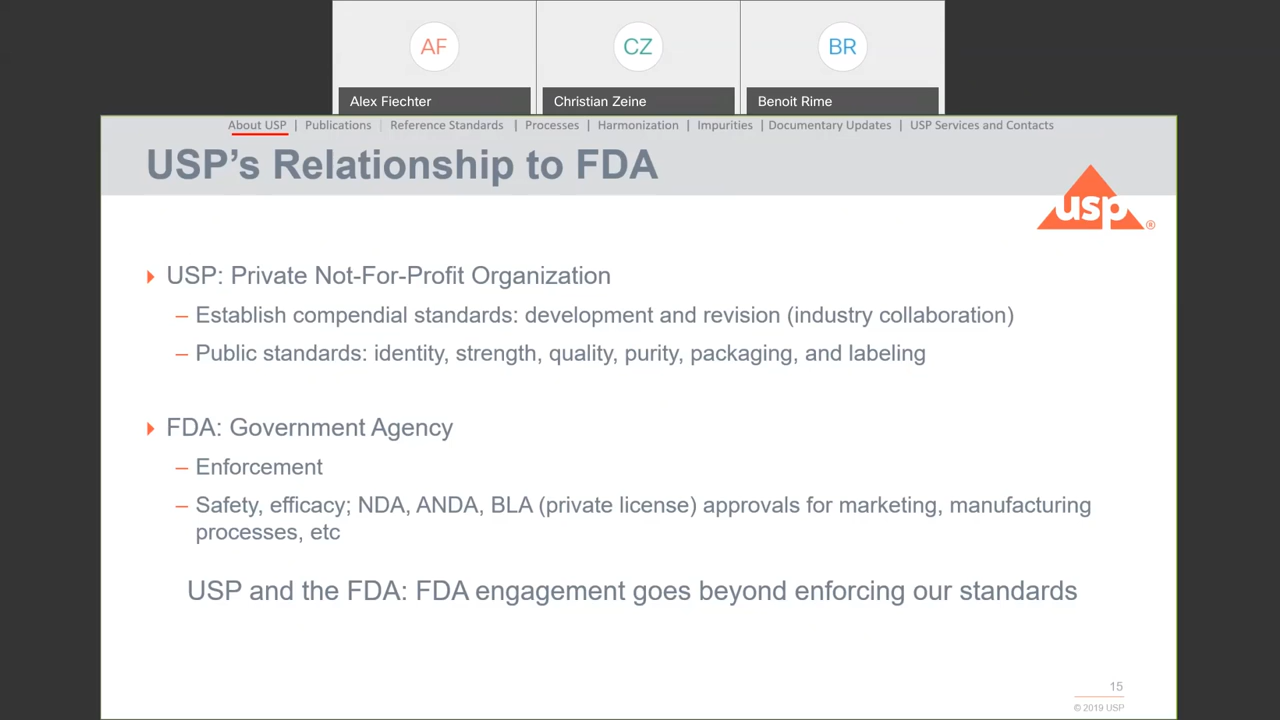 AF
CZ
BR
Alex Fiechter
Christian Zeine
Benoit Rime
About USP | Publications | Reference Standards | Processes | Harmonization | Impurities | Documentary Updates | USP Services and Contacts
USP's Relationship to FDA
usp®
USP: Private Not-For-Profit Organization
– Establish compendial standards: development and revision (industry collaboration)
– Public standards: identity, strength, quality, purity, packaging, and labeling
FDA: Government Agency
– Enforcement
– Safety, efficacy; NDA, ANDA, BLA (private license) approvals for marketing, manufacturing
processes, etc
USP and the FDA: FDA engagement goes beyond enforcing our standards
15
© 2019 USP